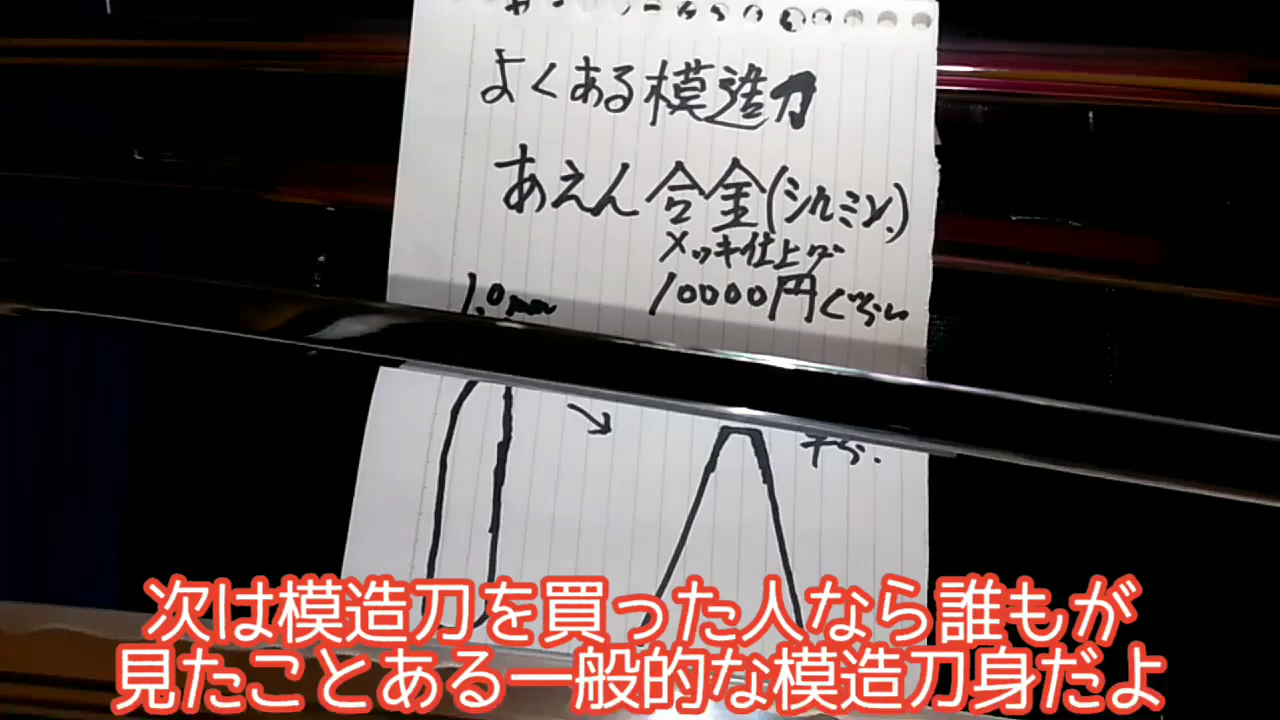 よくある模造刀
あえん合金(シルミン)
メッキ仕上げ
1.0mm
10000円ぐらい
次は模造刀を買った人なら誰もが
見たことある一般的な模造刀身だよ